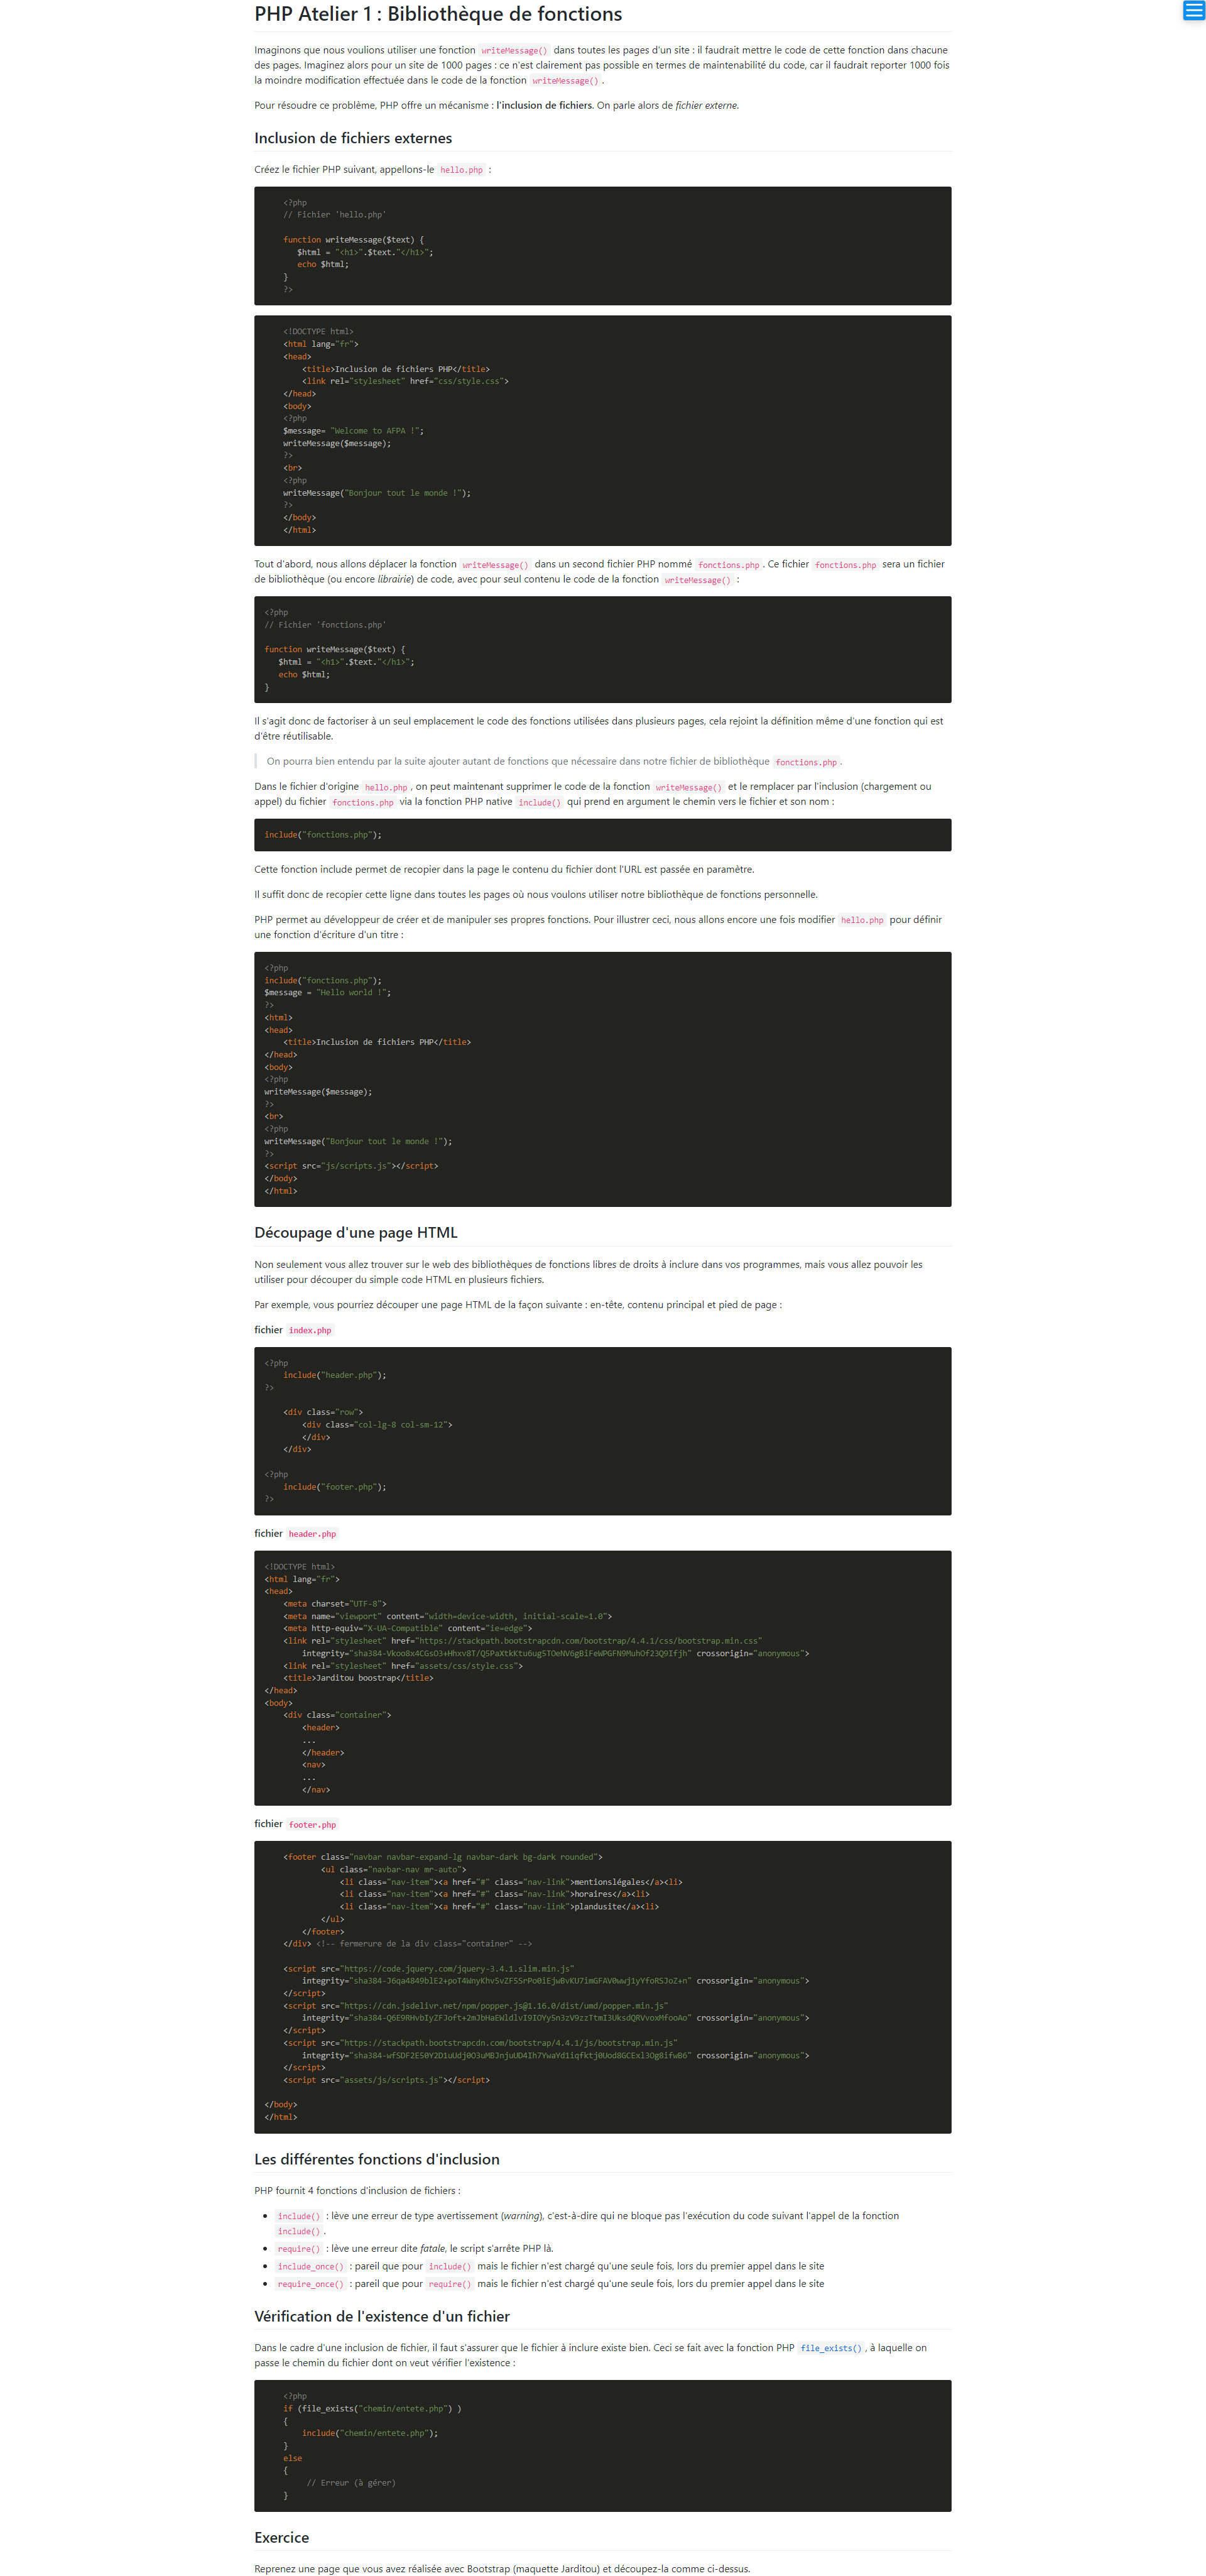 PHP Atelier 1 : Bibliothèque de fonctions
Imaginons que nous voulions utiliser une fonction writeMessage() dans toutes les pages d'un site : il faudrait mettre le code de cette fonction dans chacune
des pages. Imaginez alors pour un site de 1000 pages : ce n'est clairement pas possible en termes de maintenabilité du code, car il faudrait reporter 1000 fois
la moindre modification effectuée dans le code de la fonction writeMessage().
Pour résoudre ce problème, PHP offre un mécanisme : l'inclusion de fichiers. On parle alors de fichier externe.
Inclusion de fichiers externes
Créez le fichier PHP suivant, appellons-le hello.php :
<?php
// Fichier 'hello.php'
function writeMessage($text) {
$html = "<h1>".$text."</h1>";
echo $html;
}
?>
<!DOCTYPE html>
<html lang="fr">
<head>
<title>Inclusion de fichiers PHP</title>
<link rel="stylesheet" href="css/style.css">
</head>
<body>
<?php
$message= "Welcome to AFPA !";
writeMessage($message);
?>
<br>
<?php
writeMessage("Bonjour tout le monde !");
?>
</body>
</html>
Tout d'abord, nous allons déplacer la fonction writeMessage() dans un second fichier PHP nommé fonctions.php. Ce fichier fonctions.php sera un fichier
de bibliothèque (ou encore librairie) de code, avec pour seul contenu le code de la fonction writeMessage() :
<?php
// Fichier 'fonctions.php'
function writeMessage($text) {
$html = "<h1>".$text."</h1>";
echo $html;
}
Il s'agit donc de factoriser à un seul emplacement le code des fonctions utilisées dans plusieurs pages, cela rejoint la définition même d'une fonction qui est
d'être réutilisable.
On pourra bien entendu par la suite ajouter autant de fonctions que nécessaire dans notre fichier de bibliothèque fonctions.php.
Dans le fichier d'origine hello.php, on peut maintenant supprimer le code de la fonction writeMessage() et le remplacer par l'inclusion (chargement ou
appel) du fichier fonctions.php via la fonction PHP native include() qui prend en argument le chemin vers le fichier et son nom :
include("fonctions.php");
Cette fonction include permet de recopier dans la page le contenu du fichier dont l'URL est passée en paramètre.
Il suffit donc de recopier cette ligne dans toutes les pages où nous voulons utiliser notre bibliothèque de fonctions personnelle.
PHP permet au développeur de créer et de manipuler ses propres fonctions. Pour illustrer ceci, nous allons encore une fois modifier hello.php pour définir
une fonction d'écriture d'un titre :
<?php
include("fonctions.php");
$message = "Hello world !";
?>
<html>
<head>
<title>Inclusion de fichiers PHP</title>
</head>
<body>
<?php
writeMessage($message);
?>
<br>
<?php
writeMessage("Bonjour tout le monde !");
?>
<script src="js/scripts.js"></script>
</body>
</html>
Découpage d'une page HTML
Non seulement vous allez trouver sur le web des bibliothèques de fonctions libres de droits à inclure dans vos programmes, mais vous allez pouvoir les
utiliser pour découper du simple code HTML en plusieurs fichiers.
Par exemple, vous pourriez découper une page HTML de la façon suivante : en-tête, contenu principal et pied de page :
fichier index.php
<?php
include("header.php");
?>
<div class="row">
<div class="col-lg-8 col-sm-12">
</div>
</div>
<?php
include("footer.php");
?>
fichier header.php
<!DOCTYPE html>
<html lang="fr">
<head>
<meta charset="UTF-8">
<meta name="viewport" content="width=device-width, initial-scale=1.0">
<meta http-equiv="X-UA-Compatible" content="ie=edge">
<link rel="stylesheet" href="https://stackpath.bootstrapcdn.com/bootstrap/4.4.1/css/bootstrap.min.css"
integrity="sha384-Vkoo8x4CGsO3+Hhxv8T/Q5PaXtkKtu6ug5TOeNV6gBiFeWPGFN9MuhOf23Q9Ifjh" crossorigin="anonymous">
<link rel="stylesheet" href="assets/css/style.css">
<title>Jarditou boostrap</title>
</head>
<body>
<div class="container">
<header>
...
</header>
<nav>
...
</nav>
fichier footer.php
<footer class="navbar navbar-expand-lg navbar-dark bg-dark rounded">
<ul class="navbar-nav mr-auto">
<li class="nav-item"><a href="#" class="nav-link">mentionslégales</a><li>
<li class="nav-item"><a href="#" class="nav-link">horaires</a><li>
<li class="nav-item"><a href="#" class="nav-link">plandusite</a><li>
</ul>
</footer>
</div> <!-- fermerure de la div class="container" -->
<script src="https://code.jquery.com/jquery-3.4.1.slim.min.js"
integrity="sha384-J6qa4849blE2+poT4WnyKhv5vZF5SrPo0iEjwBvKU7imGFAV0wwj1yYfoRSJoZ+n" crossorigin="anonymous">
</script>
<script src="https://cdn.jsdelivr.net/npm/popper.js@1.16.0/dist/umd/popper.min.js"
integrity="sha384-Q6E9RHvbIyZFJoft+2mJbHaEWldlvI9IOYy5n3zV9zzTtmI3UksdQRVvoxMfooAo" crossorigin="anonymous">
</script>
<script src="https://stackpath.bootstrapcdn.com/bootstrap/4.4.1/js/bootstrap.min.js"
integrity="sha384-wfSDF2E50Y2D1uUdj0O3uMBJnjuUD4Ih7YwaYd1iqfktj0Uod8GCExl3Og8ifwB6" crossorigin="anonymous">
</script>
<script src="assets/js/scripts.js"></script>
</body>
</html>
Les différentes fonctions d'inclusion
PHP fournit 4 fonctions d'inclusion de fichiers :
• include() : lève une erreur de type avertissement (warning), c'est-à-dire qui ne bloque pas l'exécution du code suivant l'appel de la fonction
include().
• require() : lève une erreur dite fatale, le script s'arrête PHP là.
• include_once() : pareil que pour include() mais le fichier n'est chargé qu'une seule fois, lors du premier appel dans le site
• require_once() : pareil que pour require() mais le fichier n'est chargé qu'une seule fois, lors du premier appel dans le site
Vérification de l'existence d'un fichier
Dans le cadre d'une inclusion de fichier, il faut s'assurer que le fichier à inclure existe bien. Ceci se fait avec la fonction PHP file_exists(), à laquelle on
passe le chemin du fichier dont on veut vérifier l'existence :
<?php
if (file_exists("chemin/entete.php") )
{
include("chemin/entete.php");
}
else
{
// Erreur (à gérer)
}
Exercice
Reprenez une page que vous avez réalisée avec Bootstrap (maquette Jarditou) et découpez-la comme ci-dessus.